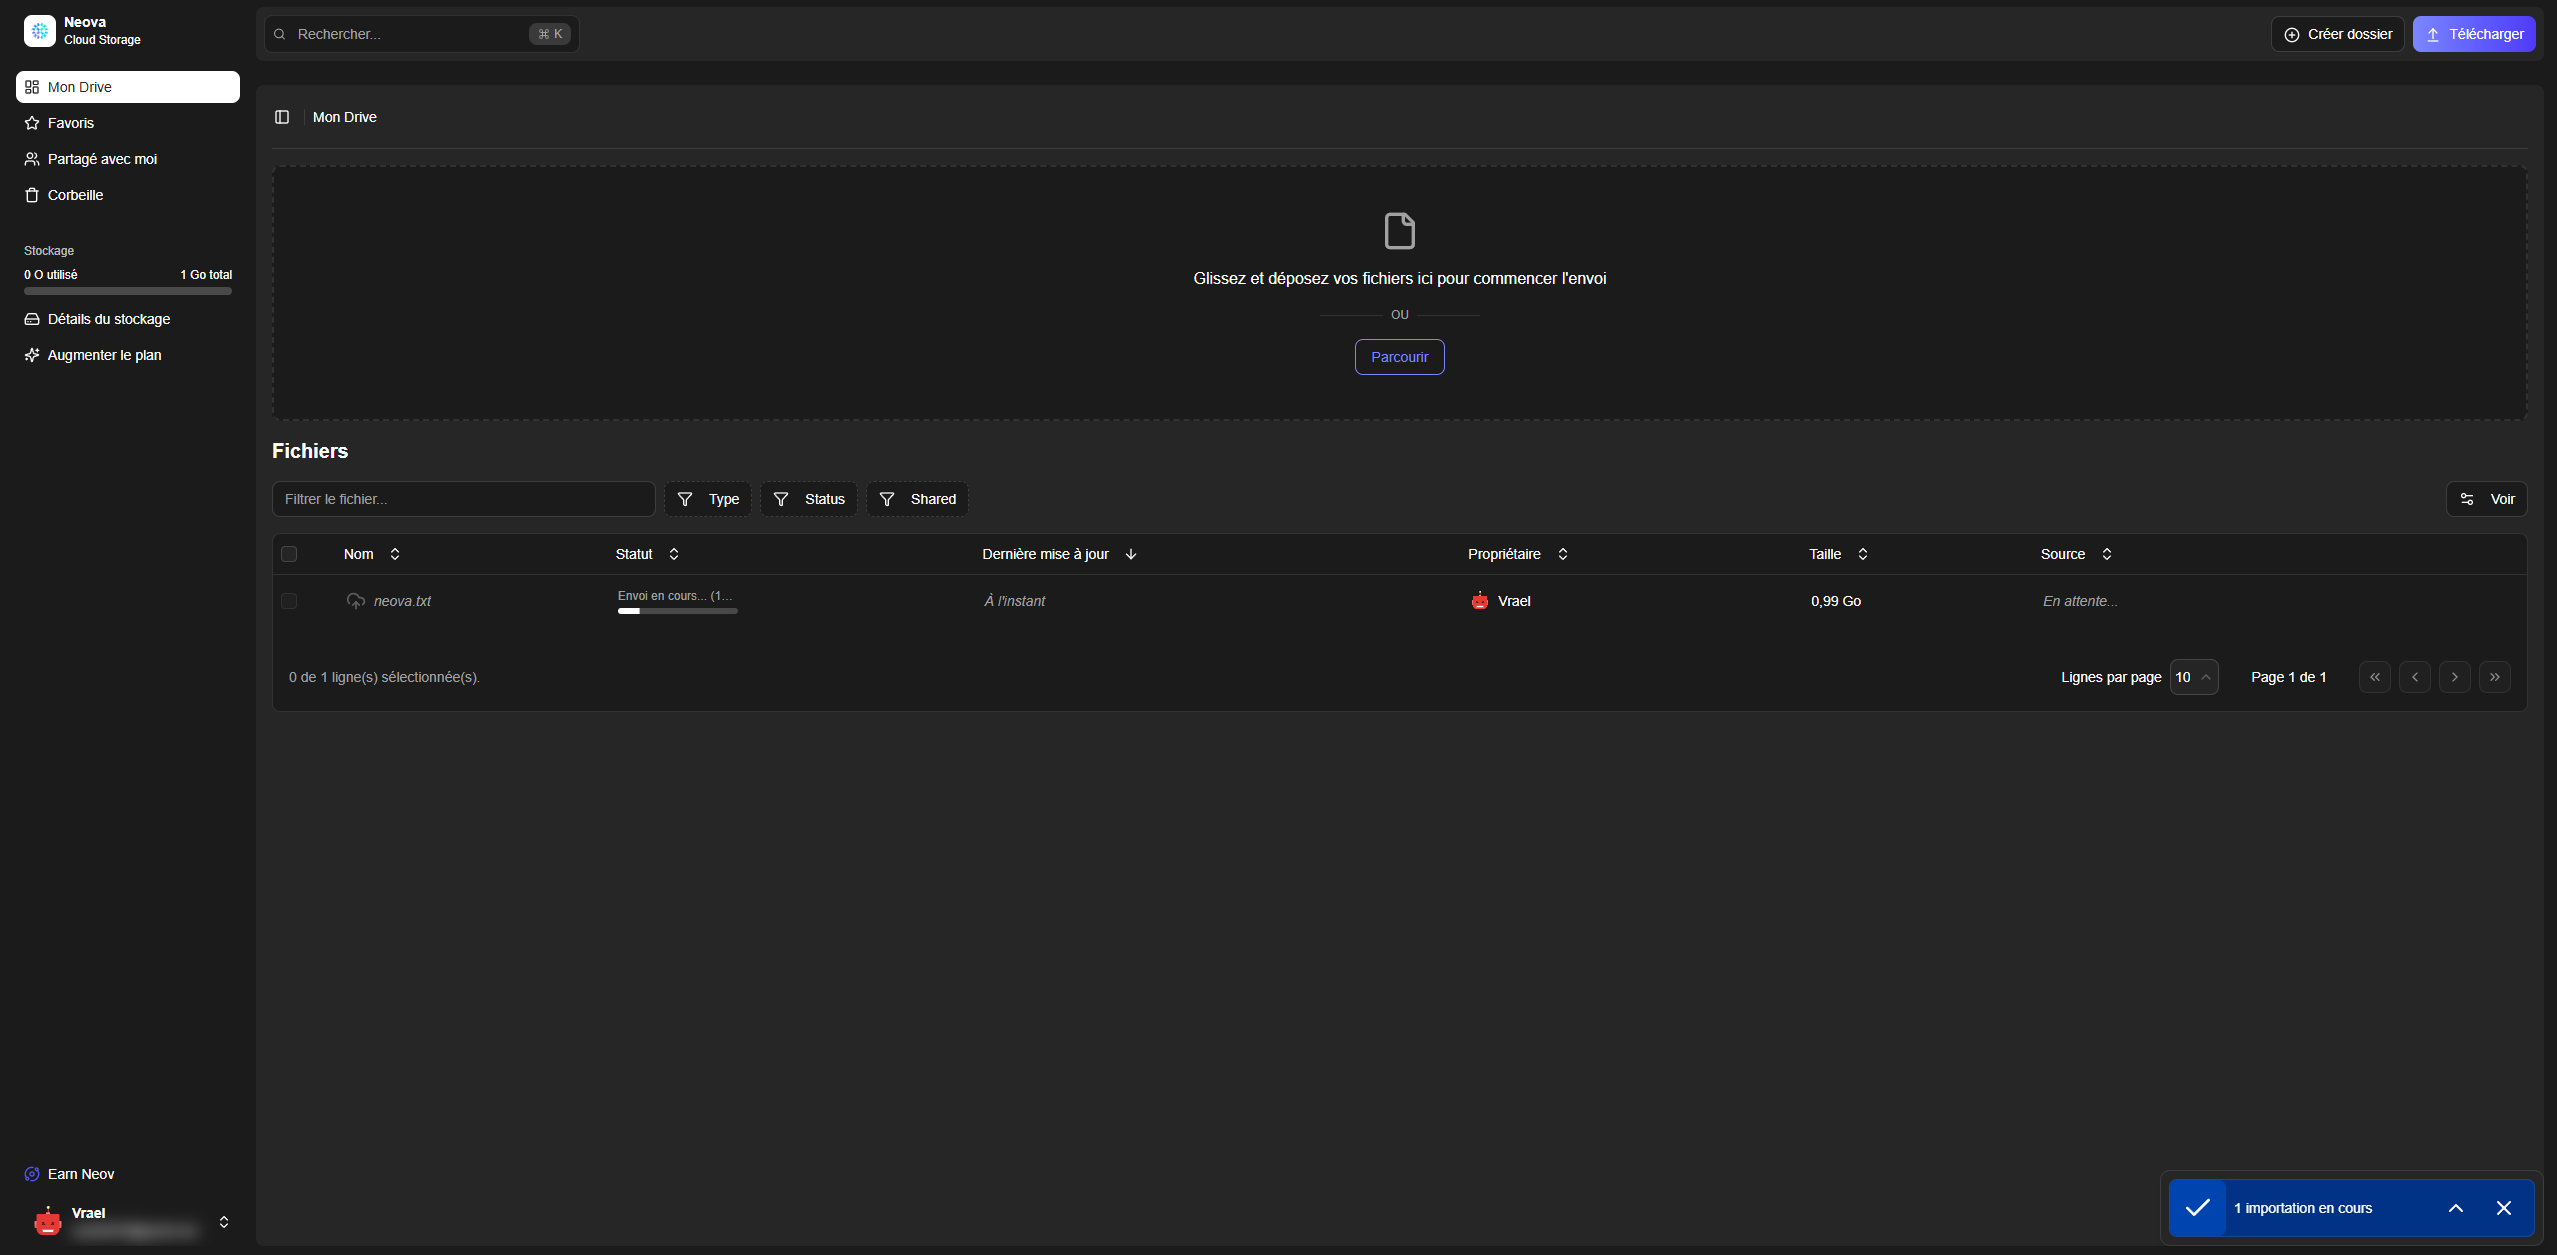 Neova
Cloud Storage
Rechercher...
⌘ K
Créer dossier
Télécharger
Mon Drive
Favoris
Partagé avec moi
Corbeille
Stockage
0 O utilisé
1 Go total
Détails du stockage
Augmenter le plan
Mon Drive
Glissez et déposez vos fichiers ici pour commencer l'envoi
OU
Parcourir
Fichiers
Filtrer le fichier...
Type
Status
Shared
Voir
Nom
Statut
Dernière mise à jour
Propriétaire
Taille
Source
neova.txt
Envoi en cours... (1...
À l'instant
Vrael
0,99 Go
En attente...
0 de 1 ligne(s) sélectionnée(s).
Lignes par page
10
Page 1 de 1
Earn Neov
Vrael
1 importation en cours